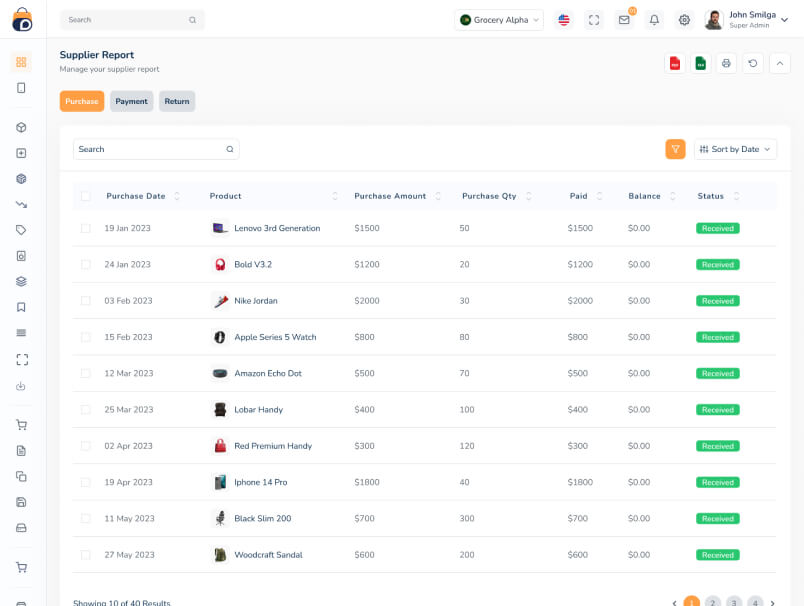 Search
Grocery Alpha
John Smilga
Super Admin
Supplier Report
Manage your supplier report
Purchase Payment Return
Search
Sort by Date
Purchase Date Product Purchase Amount Purchase Qty Paid Balance Status
19 Jan 2023 Lenovo 3rd Generation $1500 50 $1500 $0.00 Received
24 Jan 2023 Bold V3.2 $1200 20 $1200 $0.00 Received
03 Feb 2023 Nike Jordan $2000 30 $2000 $0.00 Received
15 Feb 2023 Apple Series 5 Watch $800 80 $800 $0.00 Received
12 Mar 2023 Amazon Echo Dot $500 70 $500 $0.00 Received
25 Mar 2023 Lobar Handy $400 100 $400 $0.00 Received
02 Apr 2023 Red Premium Handy $300 120 $300 $0.00 Received
19 Apr 2023 Iphone 14 Pro $1800 40 $1800 $0.00 Received
11 May 2023 Black Slim 200 $700 300 $700 $0.00 Received
27 May 2023 Woodcraft Sandal $600 200 $600 $0.00 Received
Showing 10 of 40 Results
1 2 3 4